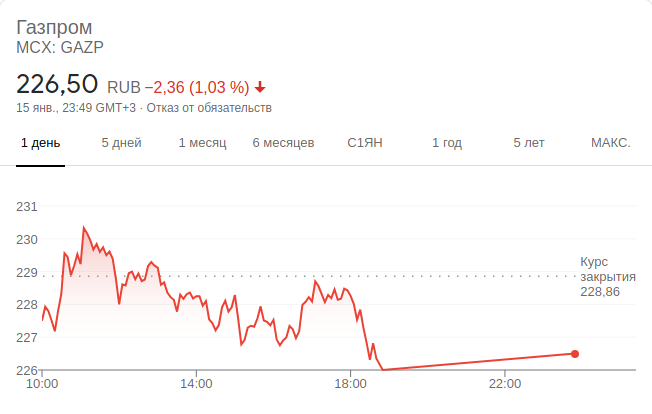 Газпром
MCX: GAZP
226,50 RUB −2,36 (1,03 %)
15 янв., 23:49 GMT+3 · Отказ от обязательств
1 день 5 дней 1 месяц 6 месяцев С1ЯН 1 год 5 лет МАКС.
231
230
229
228
227
226
Курс
закрытия
228,86
10:00 14:00 18:00 22:00